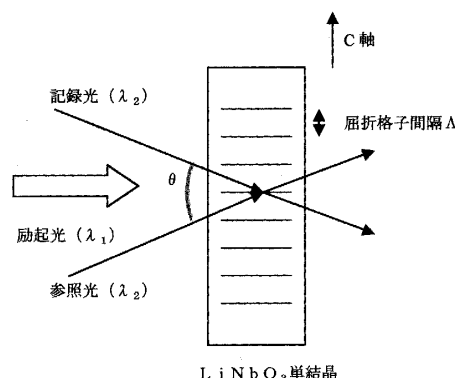 C軸
記録光（λ₂）
屈折格子間隔Λ
θ
励起光（λ₁）
参照光（λ₂）
LiNbO₃単結晶